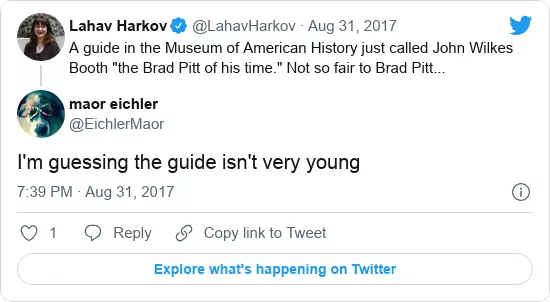 Lahav Harkov @LahavHarkov · Aug 31, 2017
A guide in the Museum of American History just called John Wilkes
Booth "the Brad Pitt of his time." Not so fair to Brad Pitt...
maor eichler
@EichlerMaor
I'm guessing the guide isn't very young
7:39 PM · Aug 31, 2017
1 Reply Copy link to Tweet
Explore what's happening on Twitter